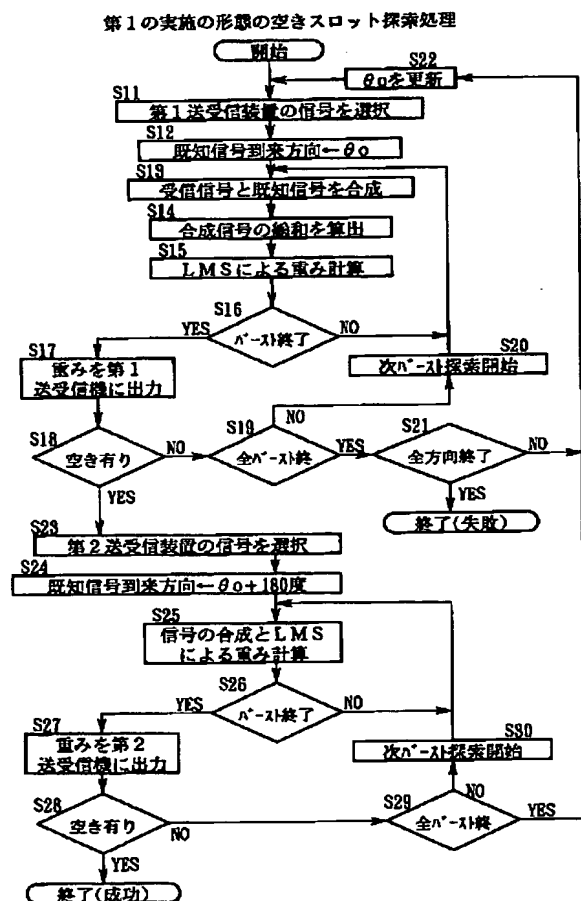 第１の実施の形態の空きスロット探索処理
開始
S22
θoを更新
S11
第１送受信装置の信号を選択
S12
既知信号到来方向←θo
S13
受信信号と既知信号を合成
S14
合成信号の総和を算出
S15
LMSによる重み計算
S16
バースト終了
YES
NO
S17
重みを第１
送受信機に出力
S20
次バースト探索開始
S18
空き有り
NO
YES
S19
全バースト終
NO
YES
S21
全方向終了
NO
YES
終了(失敗)
S23
第２送受信装置の信号を選択
S24
既知信号到来方向←θo+180度
S25
信号の合成とLMS
による重み計算
S26
バースト終了
YES
NO
S27
重みを第２
送受信機に出力
S30
次バースト探索開始
S28
空き有り
NO
YES
S29
全バースト終
NO
YES
終了(成功)